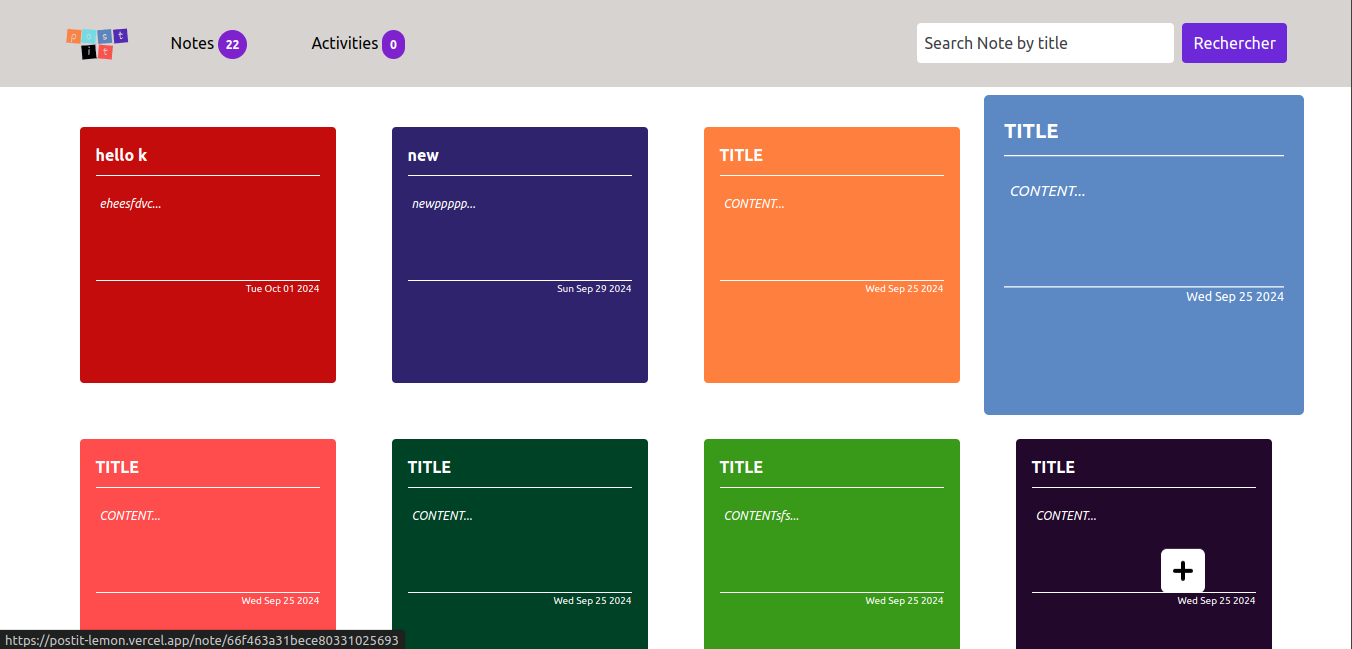 post
it
Notes 22
Activities 0
Search Note by title
Rechercher
hello k
eheesfdvc...
Tue Oct 01 2024
new
newppppp...
Sun Sep 29 2024
TITLE
CONTENT...
Wed Sep 25 2024
TITLE
CONTENT...
Wed Sep 25 2024
TITLE
CONTENT...
Wed Sep 25 2024
TITLE
CONTENT...
Wed Sep 25 2024
TITLE
CONTENTsfs...
Wed Sep 25 2024
TITLE
CONTENT...
Wed Sep 25 2024
https://postit-lemon.vercel.app/note/66f463a31bece80331025693